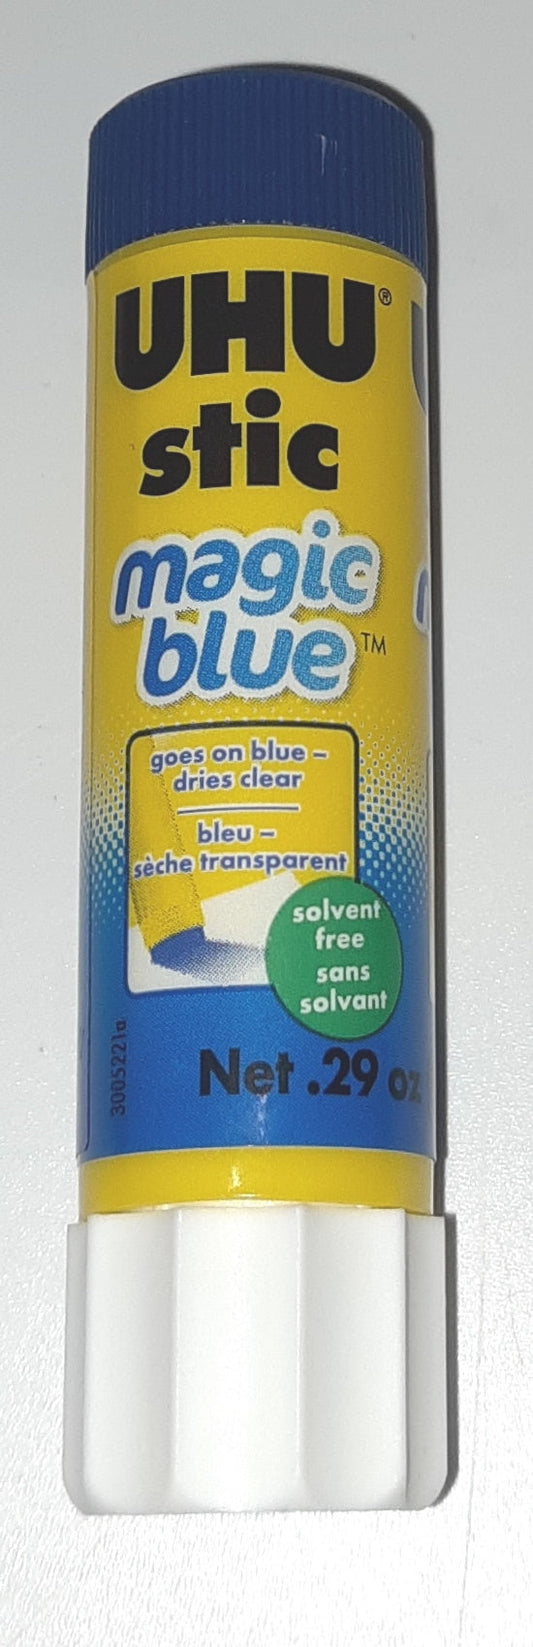 UHU®
stic
magic
blue™
goes on blue –
dries clear
bleu –
sèche transparent
solvent
free
sans
solvant
Net .29 oz
3005221a